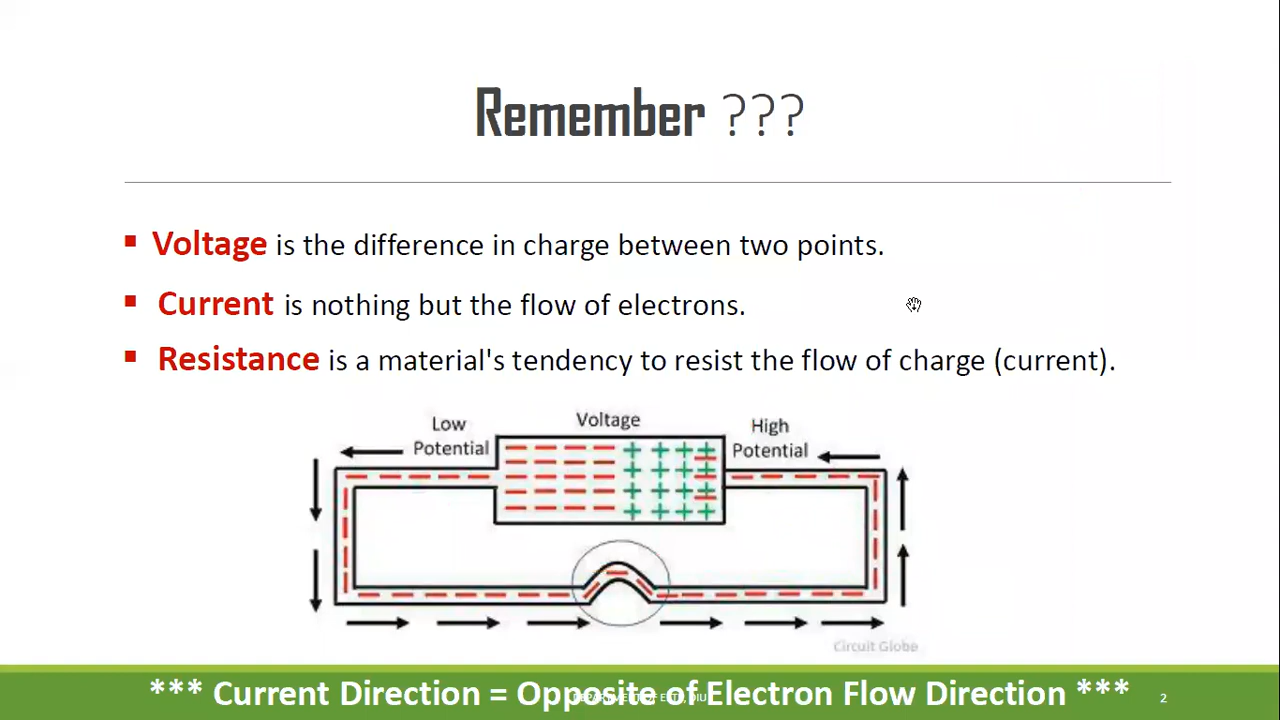 Remember ???
▪ Voltage is the difference in charge between two points.
▪ Current is nothing but the flow of electrons.
▪ Resistance is a material's tendency to resist the flow of charge (current).
Voltage
Low
Potential
High
Potential
Circuit Globe
*** Current Direction = Opposite of Electron Flow Direction ***
2